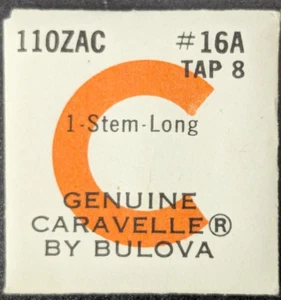 110ZAC #16A
TAP 8
1-Stem-Long
GENUINE
CARAVELLE®
BY BULOVA